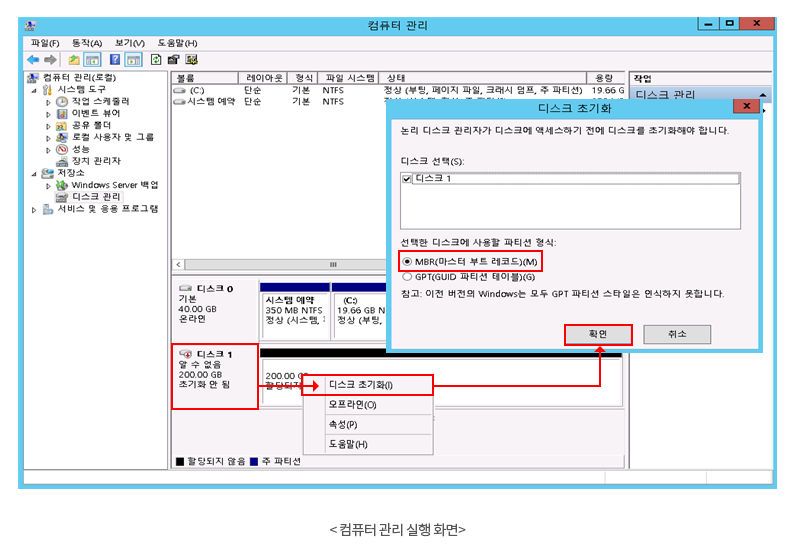 컴퓨터 관리
파일(F) 동작(A) 보기(V) 도움말(H)
컴퓨터 관리(로컬)
시스템 도구
작업 스케줄러
이벤트 뷰어
공유 폴더
로컬 사용자 및 그룹
성능
장치 관리자
저장소
Windows Server 백업
디스크 관리
서비스 및 응용 프로그램
볼륨 레이아웃 형식 파일 시스템 상태 용량
(C:) 단순 기본 NTFS 정상 (부팅, 페이지 파일, 크래시 덤프, 주 파티션) 19.66 G
시스템 예약 단순 기본 NTFS
작업
디스크 관리
디스크 초기화
논리 디스크 관리자가 디스크에 액세스하기 전에 디스크를 초기화해야 합니다.
디스크 선택(S):
디스크 1
선택한 디스크에 사용할 파티션 형식:
MBR(마스터 부트 레코드)(M)
GPT(GUID 파티션 테이블)(G)
참고: 이전 버전의 Windows는 모두 GPT 파티션 스타일은 인식하지 못합니다.
확인 취소
디스크 0
기본
40.00 GB
온라인
시스템 예약
350 MB NTFS
정상 (시스템,
(C:)
19.66 GB N
정상 (부팅,
디스크 1
알 수 없음
200.00 GB
초기화 안 됨
200.00 G
할당되지
디스크 초기화(I)
오프라인(O)
속성(P)
도움말(H)
할당되지 않음 주 파티션
<컴퓨터 관리 실행 화면>